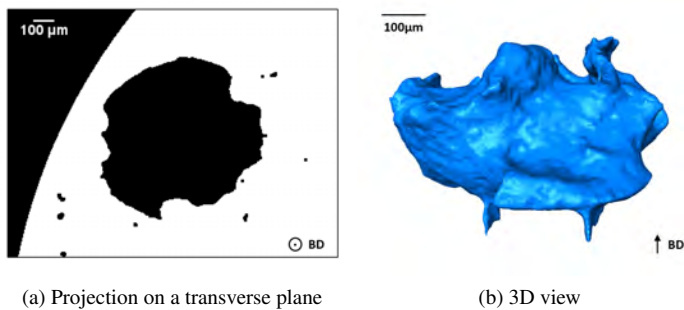 100 μm
BD
(a) Projection on a transverse plane
100μm
BD
(b) 3D view